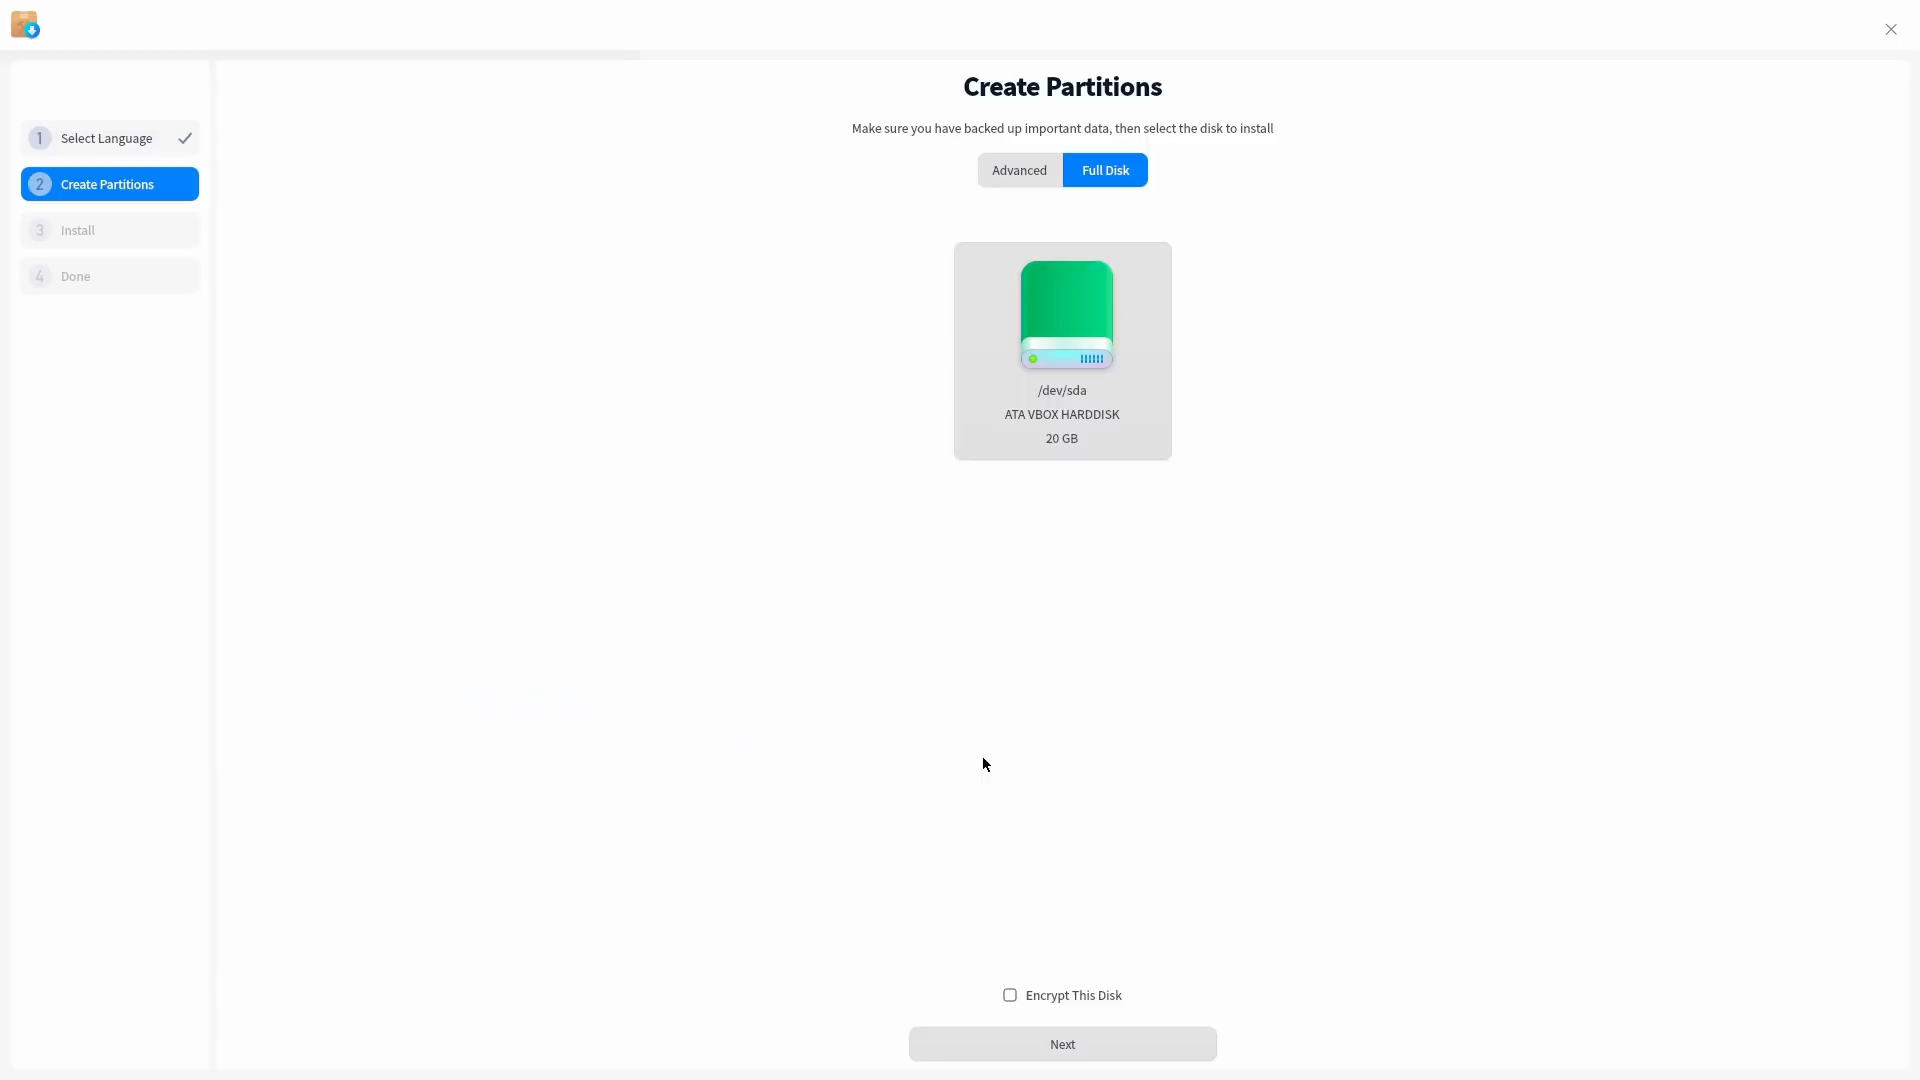 1 Select Language
2 Create Partitions
3 Install
4 Done
Create Partitions
Make sure you have backed up important data, then select the disk to install
Advanced Full Disk
/dev/sda
ATA VBOX HARDDISK
20 GB
Encrypt This Disk
Next